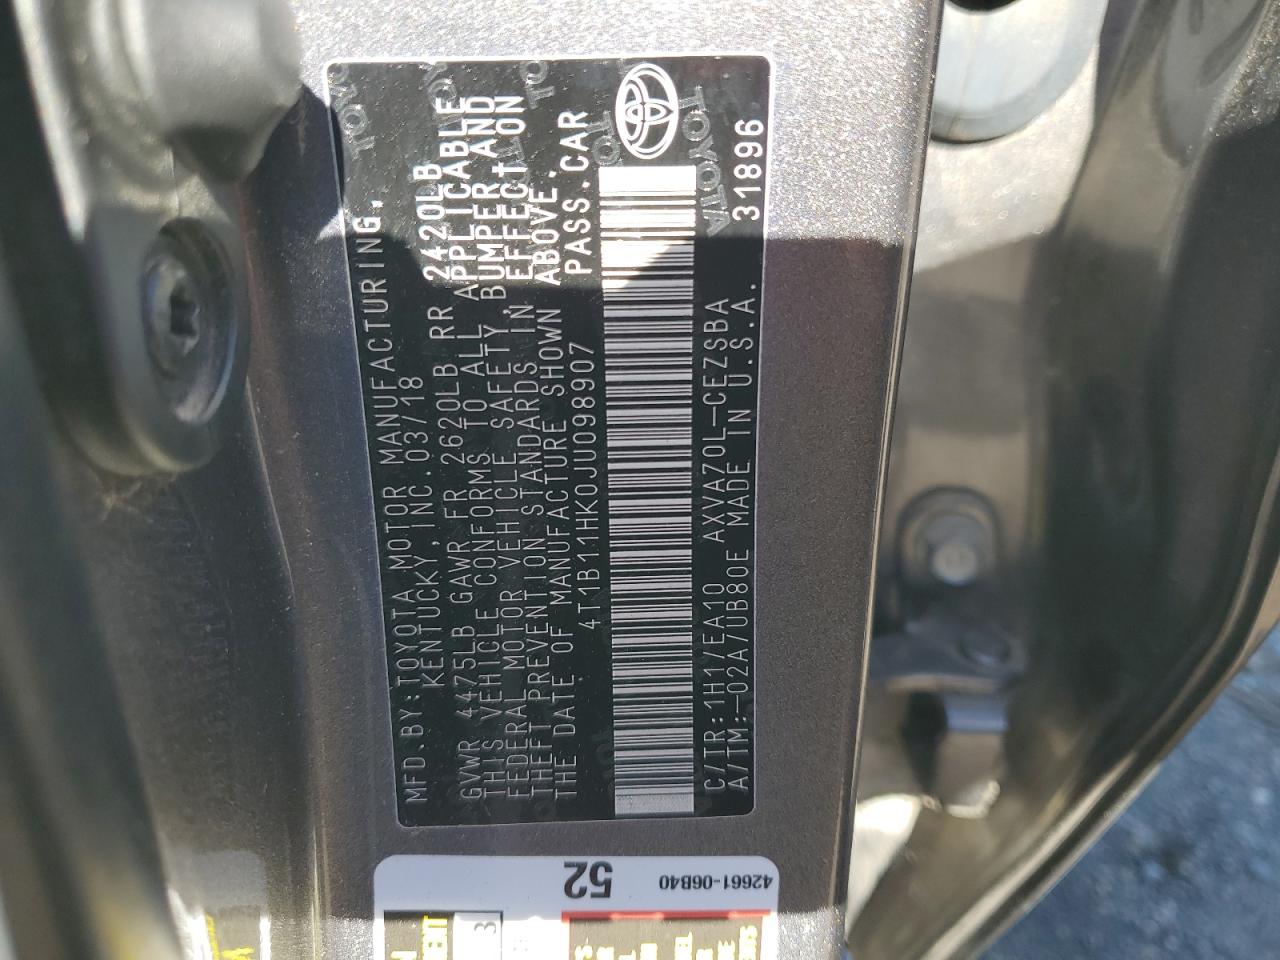 MFD.BY:TOYOTA MOTOR MANUFACTURING,
KENTUCKY,INC.03/18
GVWR 4475LB GAWR FR 2620LB RR 2420LB
THIS VEHICLE CONFORMS TO ALL APPLICABLE
FEDERAL MOTOR VEHICLE SAFETY,BUMPER AND
THEFT PREVENTION STANDARDS IN EFFECT ON
THE DATE OF MANUFACTURE SHOWN ABOVE.
4T1B11HK0JU098907 PASS.CAR
TOYOTA
C/TR:1H1/EA10 AXVA70L-CEZSBA
A/TM:-02A/UB80E MADE IN U.S.A.
31896
52
42661-06B40
3